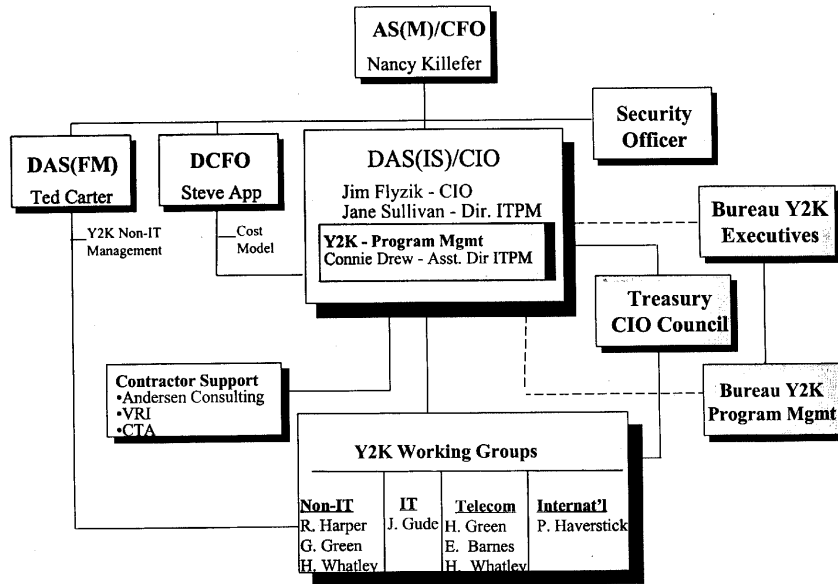 AS(M)/CFO
Nancy Killefer
Security
Officer
DAS(FM)
Ted Carter
DCFO
Steve App
DAS(IS)/CIO
Jim Flyzik - CIO
Jane Sullivan - Dir. ITPM
Y2K - Program Mgmt
Connie Drew - Asst. Dir ITPM
Y2K Non-IT
Management
Cost
Model
Bureau Y2K
Executives
Treasury
CIO Council
Bureau Y2K
Program Mgmt
Contractor Support
•Andersen Consulting
•VRI
•CTA
Y2K Working Groups
Non-IT
R. Harper
G. Green
H. Whatley
IT
J. Gude
Telecom
H. Green
E. Barnes
H. Whatley
Internat'l
P. Haverstick